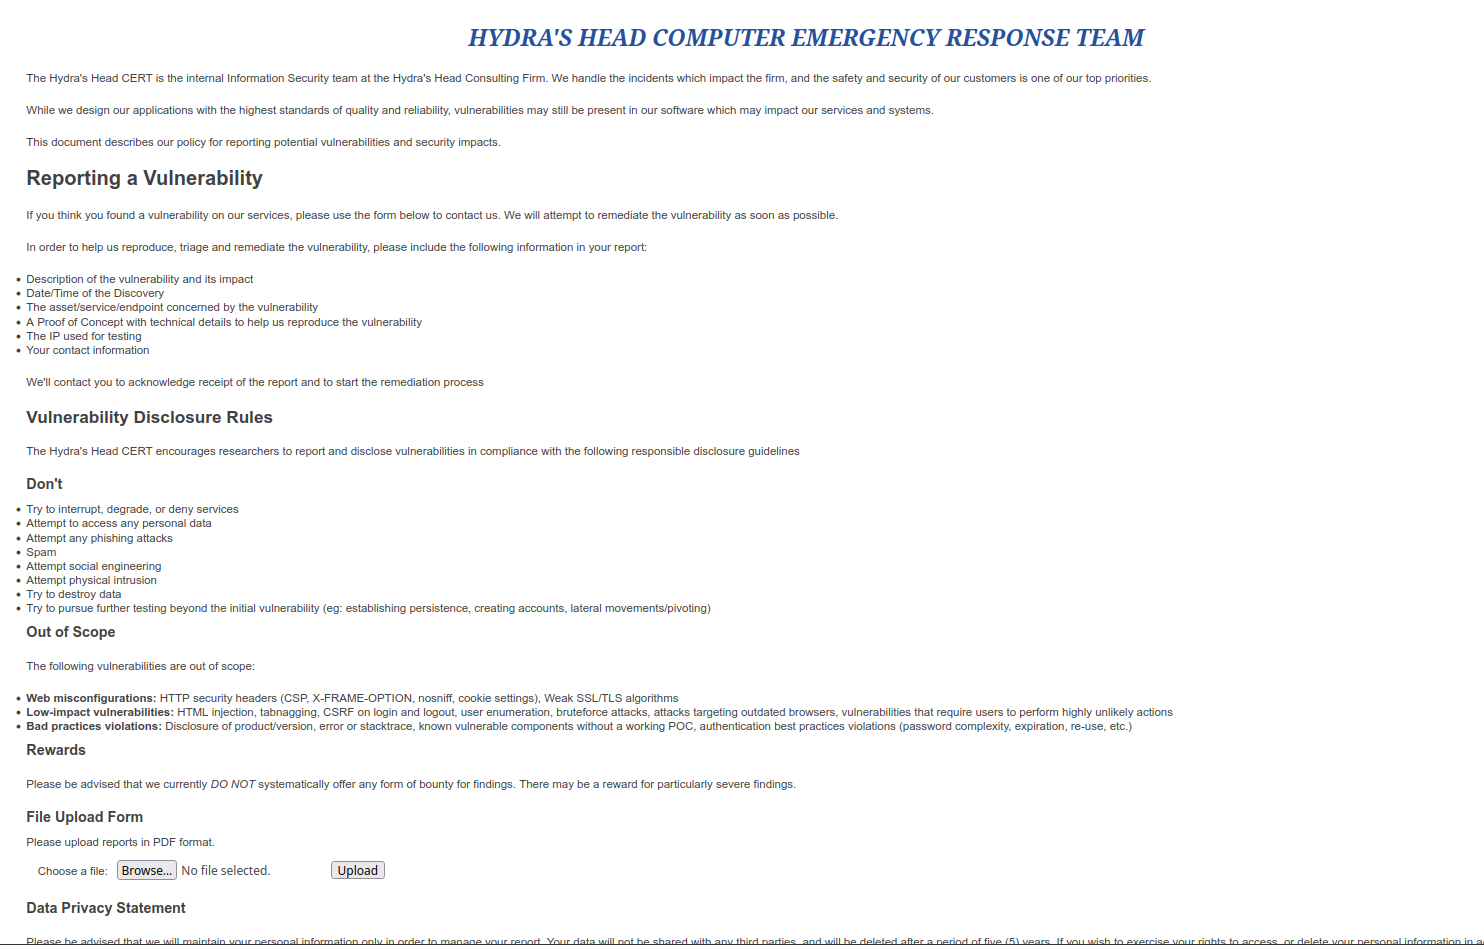 HYDRA'S HEAD COMPUTER EMERGENCY RESPONSE TEAM
The Hydra's Head CERT is the internal Information Security team at the Hydra's Head Consulting Firm. We handle the incidents which impact the firm, and the safety and security of our customers is one of our top priorities.
While we design our applications with the highest standards of quality and reliability, vulnerabilities may still be present in our software which may impact our services and systems.
This document describes our policy for reporting potential vulnerabilities and security impacts.
Reporting a Vulnerability
If you think you found a vulnerability on our services, please use the form below to contact us. We will attempt to remediate the vulnerability as soon as possible.
In order to help us reproduce, triage and remediate the vulnerability, please include the following information in your report:
• Description of the vulnerability and its impact
• Date/Time of the Discovery
• The asset/service/endpoint concerned by the vulnerability
• A Proof of Concept with technical details to help us reproduce the vulnerability
• The IP used for testing
• Your contact information
We'll contact you to acknowledge receipt of the report and to start the remediation process
Vulnerability Disclosure Rules
The Hydra's Head CERT encourages researchers to report and disclose vulnerabilities in compliance with the following responsible disclosure guidelines
Don't
• Try to interrupt, degrade, or deny services
• Attempt to access any personal data
• Attempt any phishing attacks
• Spam
• Attempt social engineering
• Attempt physical intrusion
• Try to destroy data
• Try to pursue further testing beyond the initial vulnerability (eg: establishing persistence, creating accounts, lateral movements/pivoting)
Out of Scope
The following vulnerabilities are out of scope:
• Web misconfigurations: HTTP security headers (CSP, X-FRAME-OPTION, nosniff, cookie settings), Weak SSL/TLS algorithms
• Low-impact vulnerabilities: HTML injection, tabnagging, CSRF on login and logout, user enumeration, bruteforce attacks, attacks targeting outdated browsers, vulnerabilities that require users to perform highly unlikely actions
• Bad practices violations: Disclosure of product/version, error or stacktrace, known vulnerable components without a working POC, authentication best practices violations (password complexity, expiration, re-use, etc.)
Rewards
Please be advised that we currently DO NOT systematically offer any form of bounty for findings. There may be a reward for particularly severe findings.
File Upload Form
Please upload reports in PDF format.
Choose a file: Browse... No file selected. Upload
Data Privacy Statement
Please be advised that we will maintain your personal information only in order to manage your report. Your data will not be shared with any third parties, and will be deleted after a period of five (5) years. If you wish to exercise your rights to access, or delete your personal information in